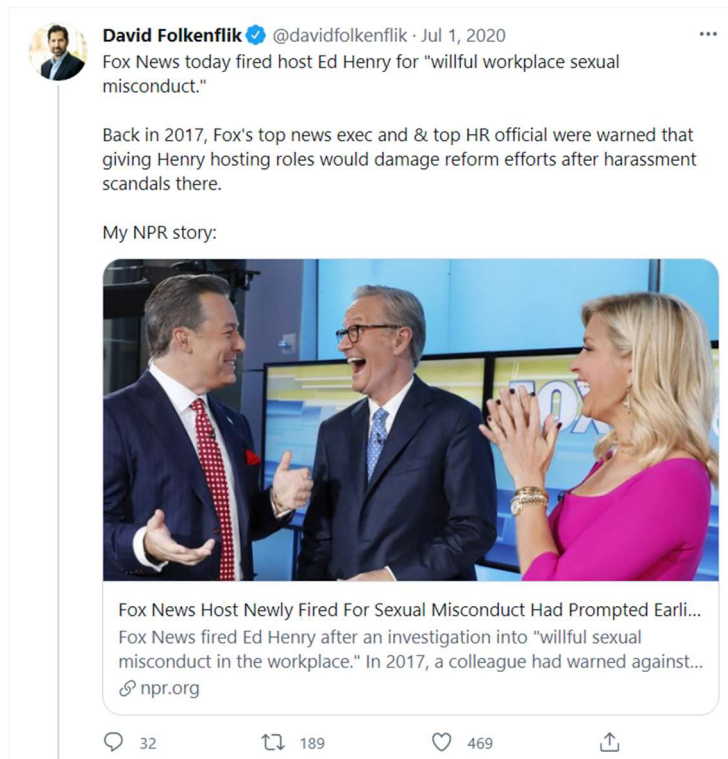 David Folkenflik @davidfolkenflik · Jul 1, 2020
Fox News today fired host Ed Henry for "willful workplace sexual
misconduct."
Back in 2017, Fox's top news exec and & top HR official were warned that
giving Henry hosting roles would damage reform efforts after harassment
scandals there.
My NPR story:
FOX
Fox News Host Newly Fired For Sexual Misconduct Had Prompted Earli...
Fox News fired Ed Henry after an investigation into "willful sexual
misconduct in the workplace." In 2017, a colleague had warned against...
npr.org
32 189 469